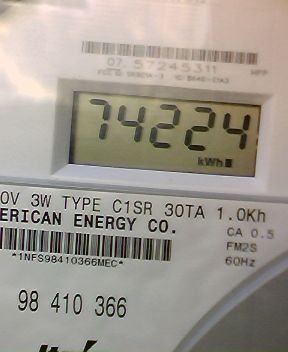 07. 57245311
HPP
74224
kWh
0V 3W TYPE C1SR 30TA 1.0Kh
ERICAN ENERGY CO.
CA 0.5
FM2S
60Hz
*1NFS98410366MEC*
98 410 366